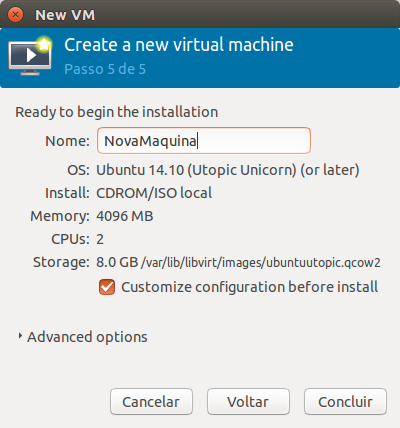 New VM
Create a new virtual machine
Passo 5 de 5
Ready to begin the installation
Nome: NovaMaquina
OS: Ubuntu 14.10 (Utopic Unicorn) (or later)
Install: CDROM/ISO local
Memory: 4096 MB
CPUs: 2
Storage: 8.0 GB /var/lib/libvirt/images/ubuntuutopic.qcow2
Customize configuration before install
Advanced options
Cancelar Voltar Concluir